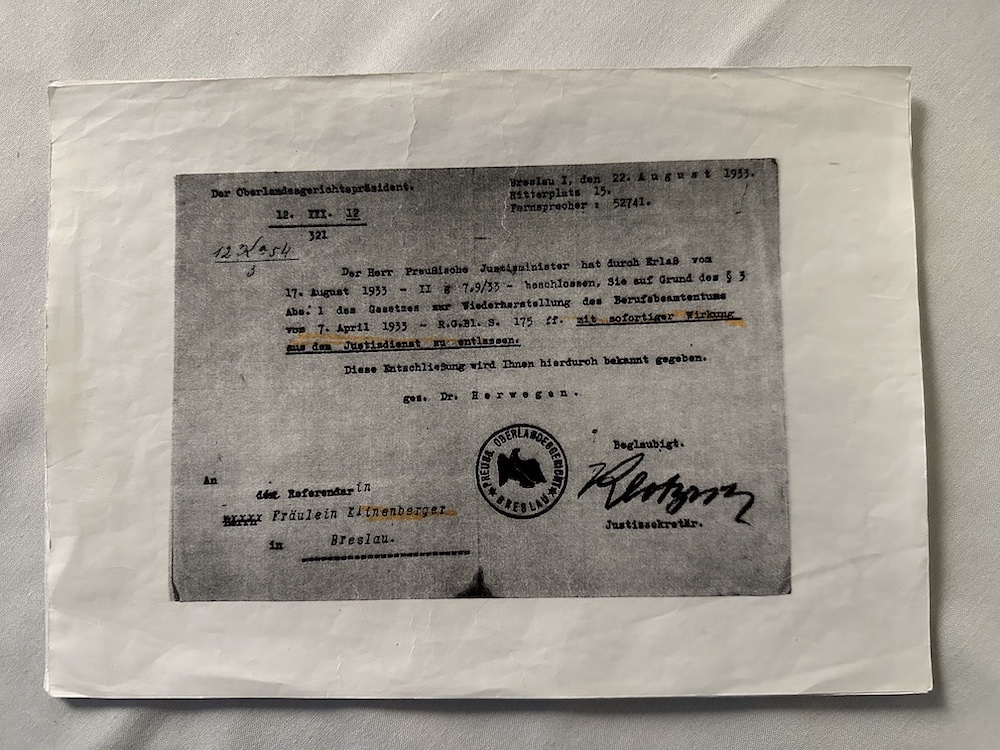 Der Oberlandesgerichtspräsident.
12. III. 12
321
Breslau I, den 22. August 1933.
Ritterplatz 15.
Fernsprecher : 52741.
12 K a 54
3
Der Herr Preußische Justizminister hat durch Erlaß vom
17. August 1933 - II g 7.9/33 - beschlossen, Sie auf Grund des § 3
Abs. 1 des Gesetzes zur Wiederherstellung des Berufsbeamtentums
vom 7. April 1933 - R.G.Bl. S. 175 ff. mit sofortiger Wirkung
aus dem Justizdienst zu entlassen.
Diese Entschließung wird Ihnen hierdurch bekannt gegeben.
gez. Dr. Herwegen.
PREUSS. OBERLANDESGERICHT
BRESLAU
Beglaubigt.
Justizsekretär.
An
den Referendarin
Fräulein Klinenberger
in Breslau.